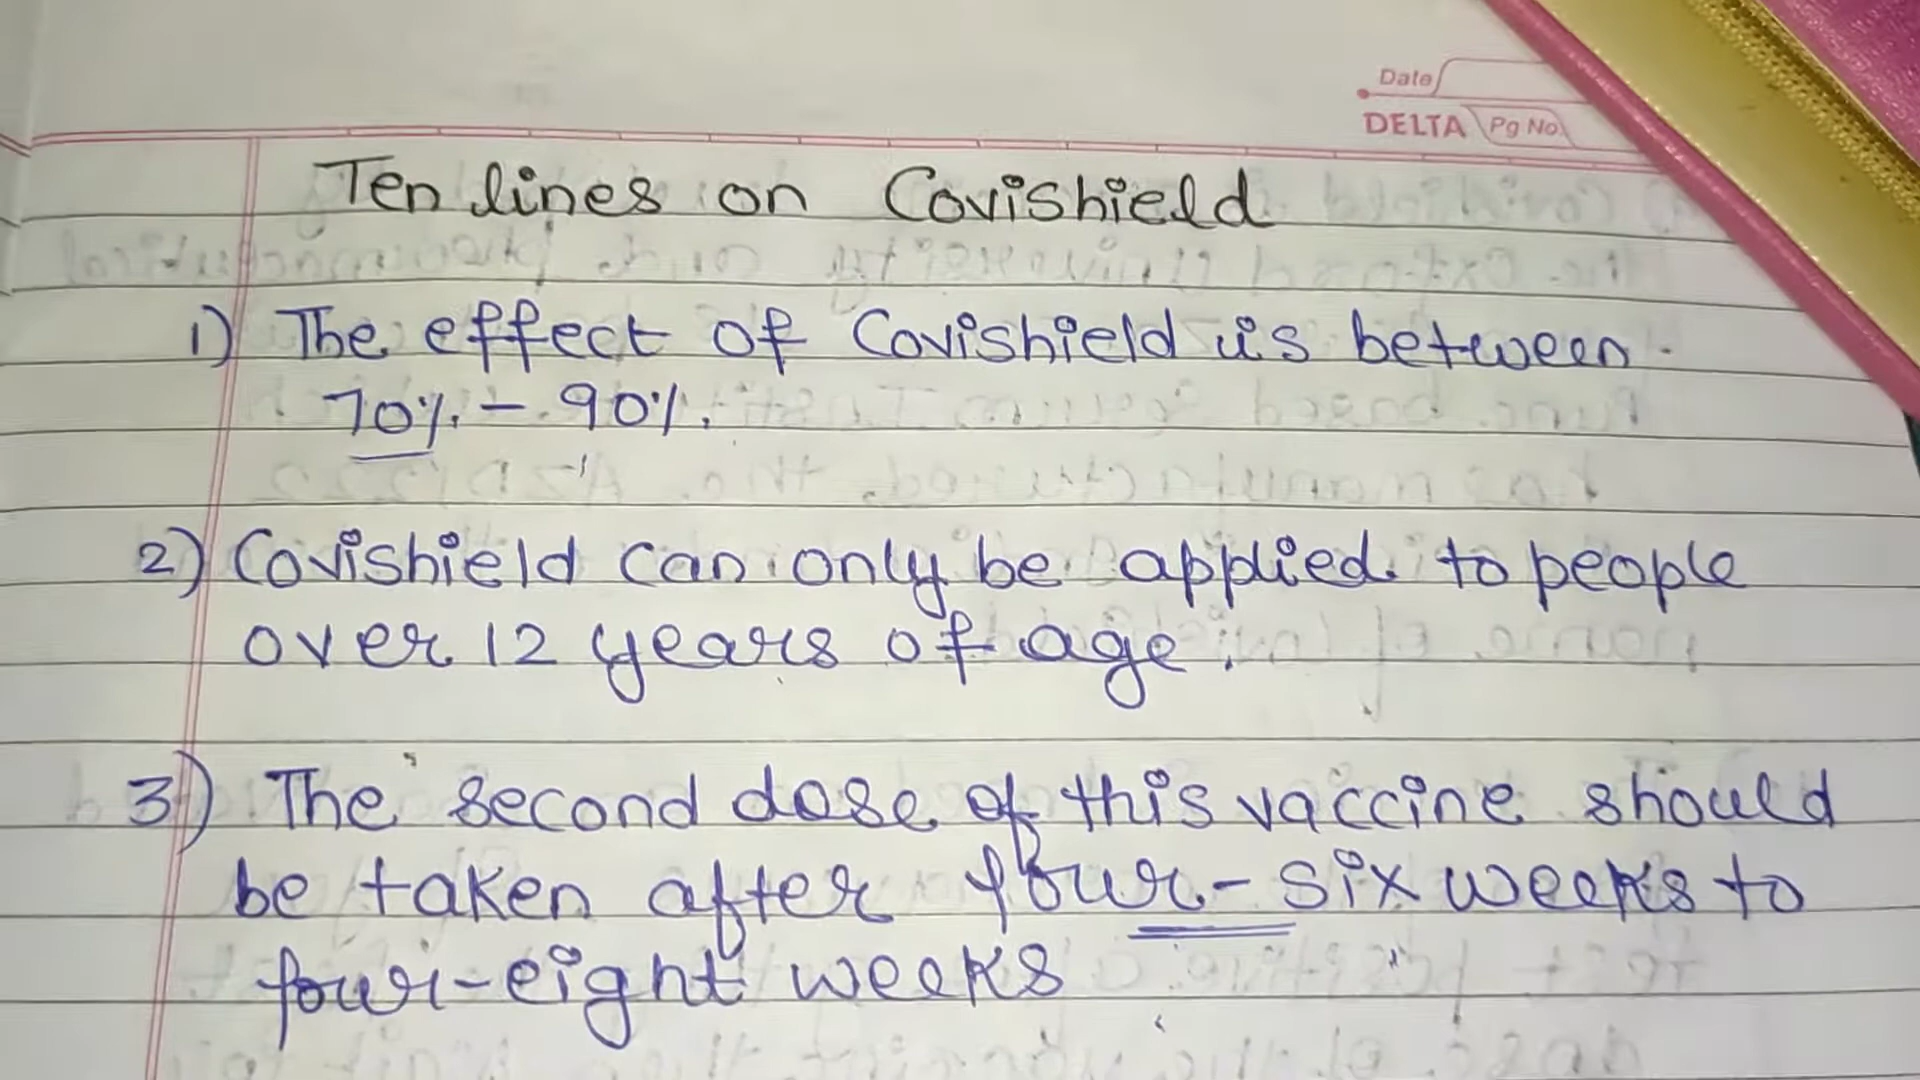 Date
DELTA Pg No.
Ten lines on Covishield
1) The effect of Covishield is between
70% - 90%.
2) Covishield can only be applied to people
over 12 years of age.
3) The second dose of this vaccine should
be taken after four-six weeks to
four-eight weeks